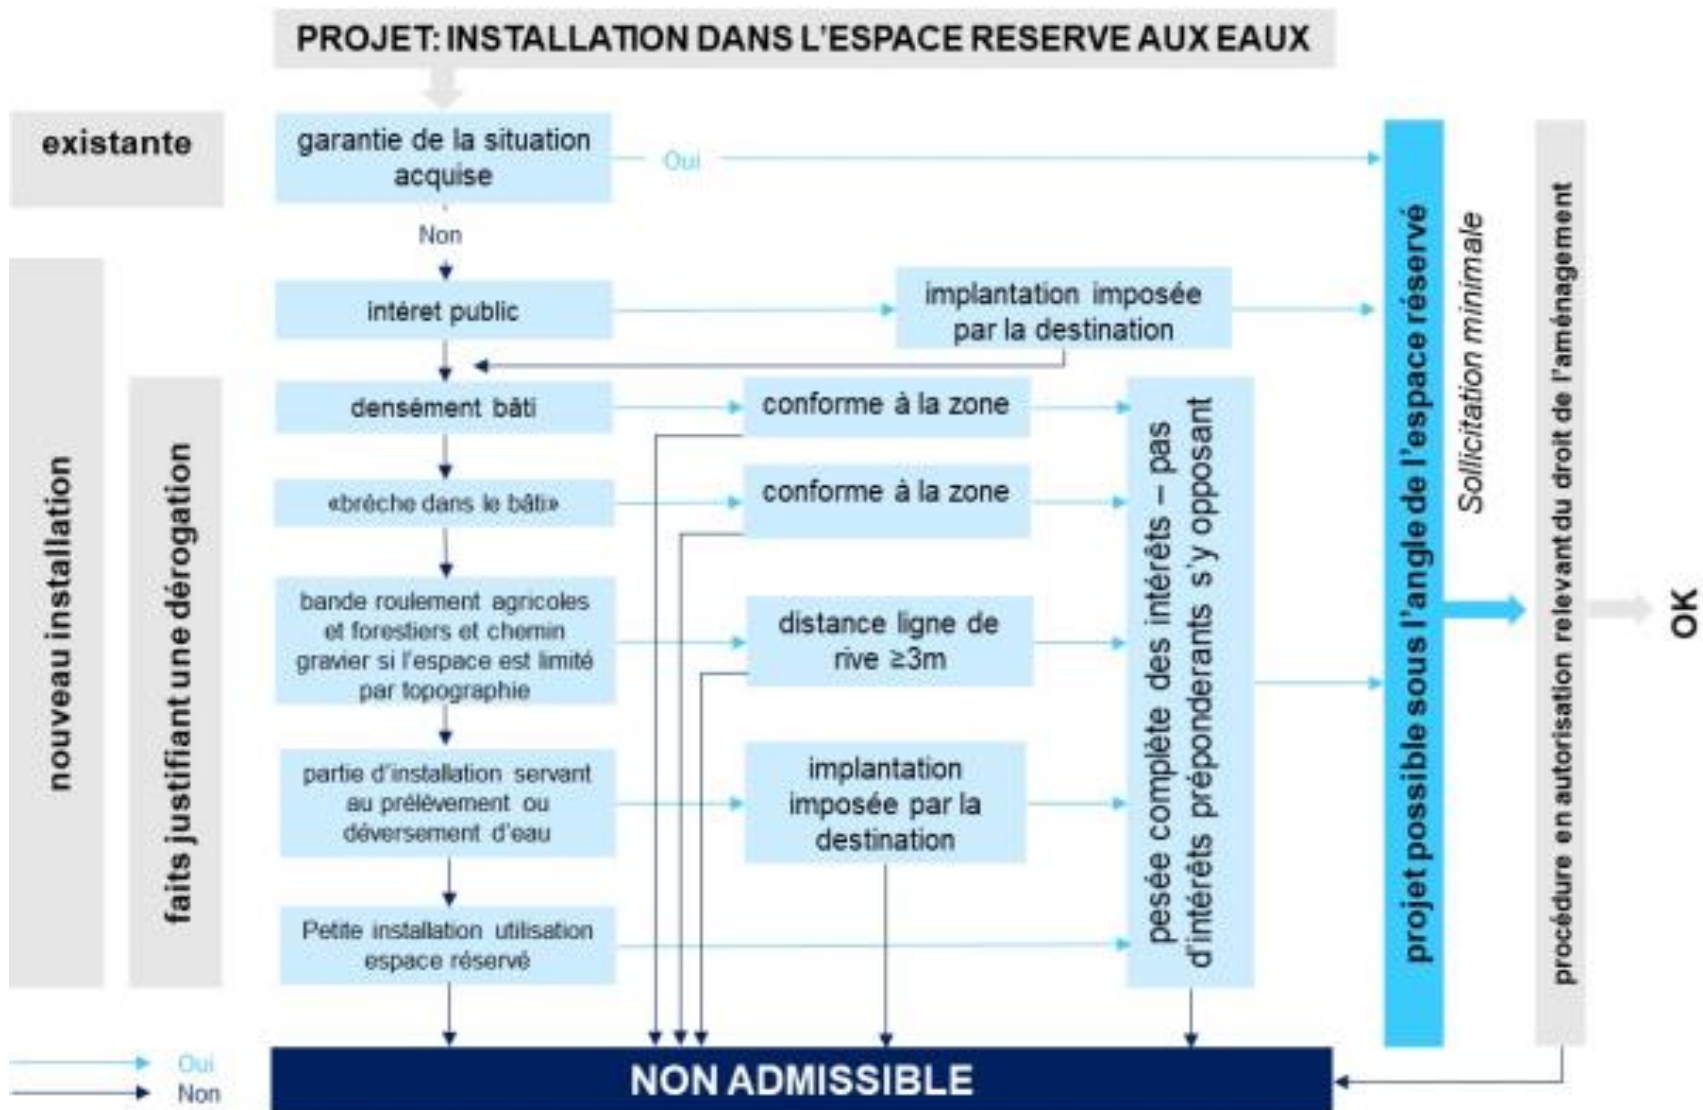 PROJET: INSTALLATION DANS L'ESPACE RESERVE AUX EAUX
existante
garantie de la situation
acquise
Oui
Non
nouveau installation
faits justifiant une dérogation
intéret public
implantation imposée
par la destination
densément bâti
conforme à la zone
«brèche dans le bâti»
conforme à la zone
bande roulement agricoles
et forestiers et chemin
gravier si l'espace est limité
par topographie
distance ligne de
rive ≥3m
partie d'installation servant
au prélèvement ou
déversement d'eau
implantation
imposée par la
destination
Petite installation utilisation
espace réservé
pesée complète des intérêts – pas
d'intérêts prépondérants s'y opposant
projet possible sous l'angle de l'espace réservé
Sollicitation minimale
procédure en autorisation relevant du droit de l'aménagement
OK
Oui
Non
NON ADMISSIBLE